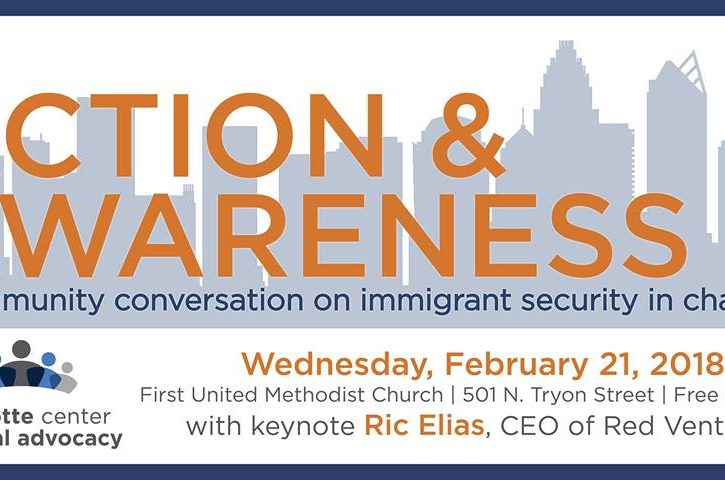 CTION &
WARENESS
munity conversation on immigrant security in cha
Wednesday, February 21, 2018
First United Methodist Church | 501 N. Tryon Street | Free
with keynote Ric Elias, CEO of Red Vent
otte center
al advocacy